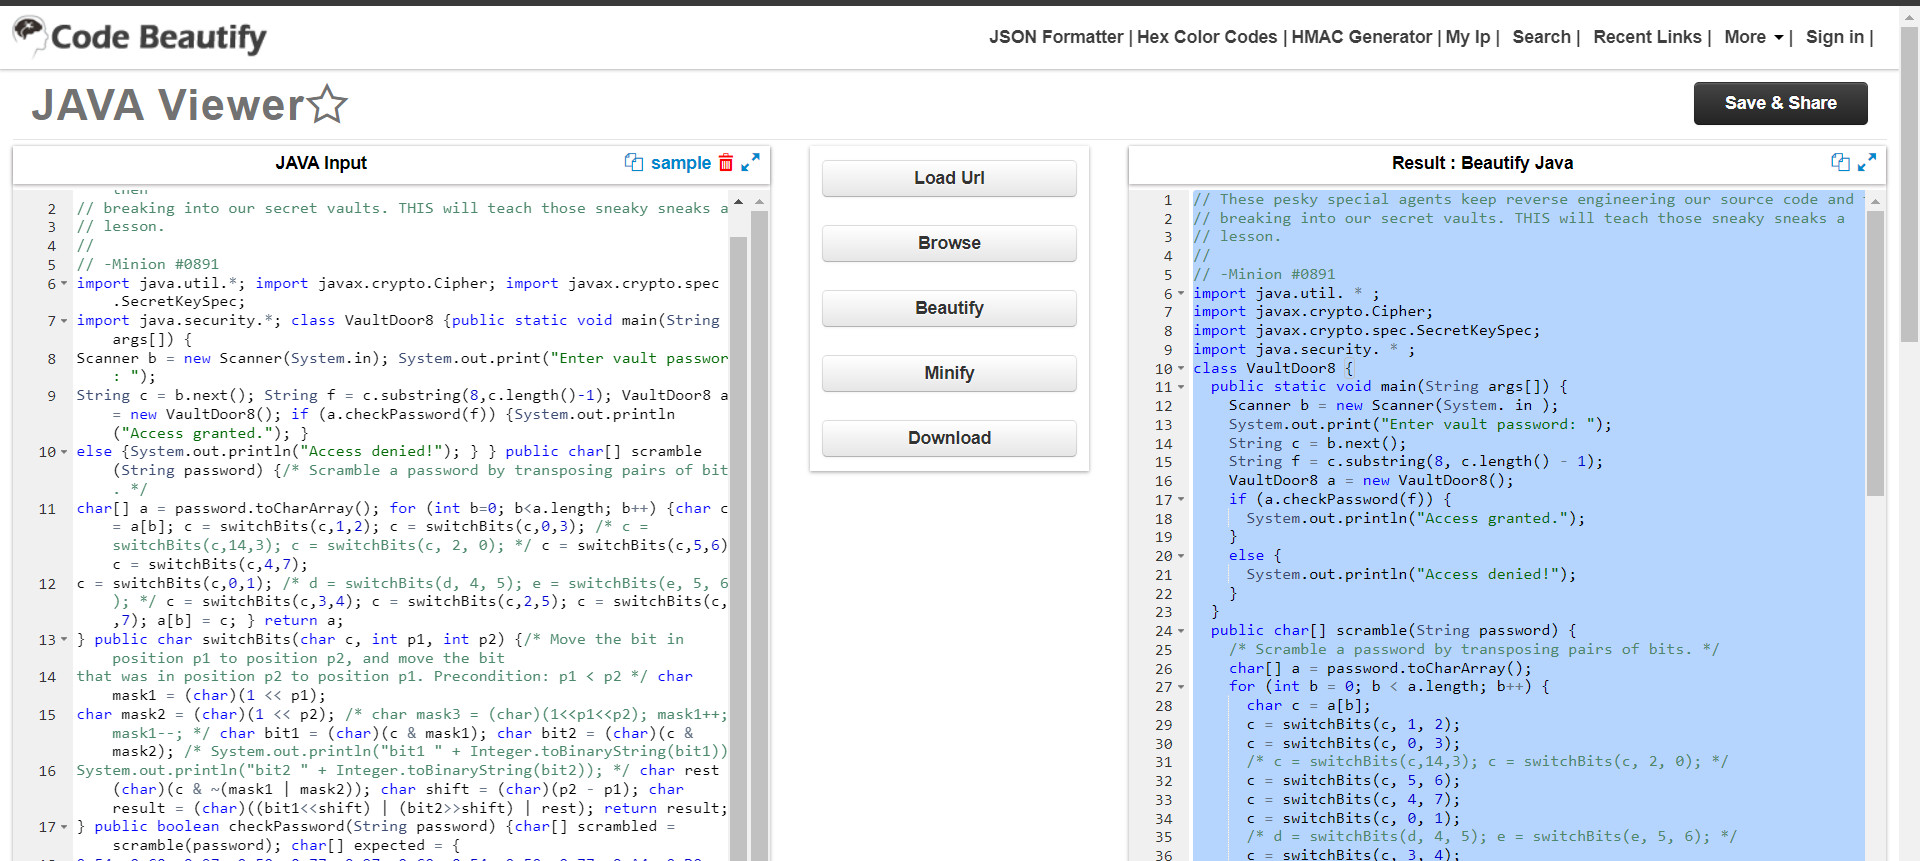 Code Beautify
JSON Formatter | Hex Color Codes | HMAC Generator | My Ip | Search | Recent Links | More | Sign in |
JAVA Viewer
Save & Share
JAVA Input
sample
then
2 // breaking into our secret vaults. THIS will teach those sneaky sneaks a
3 // lesson.
4 //
5 // -Minion #0891
6 import java.util.*; import javax.crypto.Cipher; import javax.crypto.spec
.SecretKeySpec;
7 import java.security.*; class VaultDoor8 {public static void main(String
args[]) {
8 Scanner b = new Scanner(System.in); System.out.print("Enter vault passwor
: ");
9 String c = b.next(); String f = c.substring(8,c.length()-1); VaultDoor8 a
= new VaultDoor8(); if (a.checkPassword(f)) {System.out.println
("Access granted."); }
10 else {System.out.println("Access denied!"); } } public char[] scramble
(String password) {/* Scramble a password by transposing pairs of bit
. */
11 char[] a = password.toCharArray(); for (int b=0; b<a.length; b++) {char c
= a[b]; c = switchBits(c,1,2); c = switchBits(c,0,3); /* c =
switchBits(c,14,3); c = switchBits(c, 2, 0); */ c = switchBits(c,5,6)
c = switchBits(c,4,7);
12 c = switchBits(c,0,1); /* d = switchBits(d, 4, 5); e = switchBits(e, 5, 6
); */ c = switchBits(c,3,4); c = switchBits(c,2,5); c = switchBits(c,
,7); a[b] = c; } return a;
13 } public char switchBits(char c, int p1, int p2) {/* Move the bit in
position p1 to position p2, and move the bit
14 that was in position p2 to position p1. Precondition: p1 < p2 */ char
mask1 = (char)(1 << p1);
15 char mask2 = (char)(1 << p2); /* char mask3 = (char)(1<<p1<<p2); mask1++;
mask1--; */ char bit1 = (char)(c & mask1); char bit2 = (char)(c &
mask2); /* System.out.println("bit1 " + Integer.toBinaryString(bit1))
16 System.out.println("bit2 " + Integer.toBinaryString(bit2)); */ char rest
(char)(c & ~(mask1 | mask2)); char shift = (char)(p2 - p1); char
result = (char)((bit1<<shift) | (bit2>>shift) | rest); return result;
17 } public boolean checkPassword(String password) {char[] scrambled =
scramble(password); char[] expected = {
Load Url
Browse
Beautify
Minify
Download
Result : Beautify Java
1 // These pesky special agents keep reverse engineering our source code and
2 // breaking into our secret vaults. THIS will teach those sneaky sneaks a
3 // lesson.
4 //
5 // -Minion #0891
6 import java.util. * ;
7 import javax.crypto.Cipher;
8 import javax.crypto.spec.SecretKeySpec;
9 import java.security. * ;
10 class VaultDoor8 {
11 public static void main(String args[]) {
12 Scanner b = new Scanner(System. in );
13 System.out.print("Enter vault password: ");
14 String c = b.next();
15 String f = c.substring(8, c.length() - 1);
16 VaultDoor8 a = new VaultDoor8();
17 if (a.checkPassword(f)) {
18 System.out.println("Access granted.");
19 }
20 else {
21 System.out.println("Access denied!");
22 }
23 }
24 public char[] scramble(String password) {
25 /* Scramble a password by transposing pairs of bits. */
26 char[] a = password.toCharArray();
27 for (int b = 0; b < a.length; b++) {
28 char c = a[b];
29 c = switchBits(c, 1, 2);
30 c = switchBits(c, 0, 3);
31 /* c = switchBits(c,14,3); c = switchBits(c, 2, 0); */
32 c = switchBits(c, 5, 6);
33 c = switchBits(c, 4, 7);
34 c = switchBits(c, 0, 1);
35 /* d = switchBits(d, 4, 5); e = switchBits(e, 5, 6); */
36 c = switchBits(c, 3, 4);